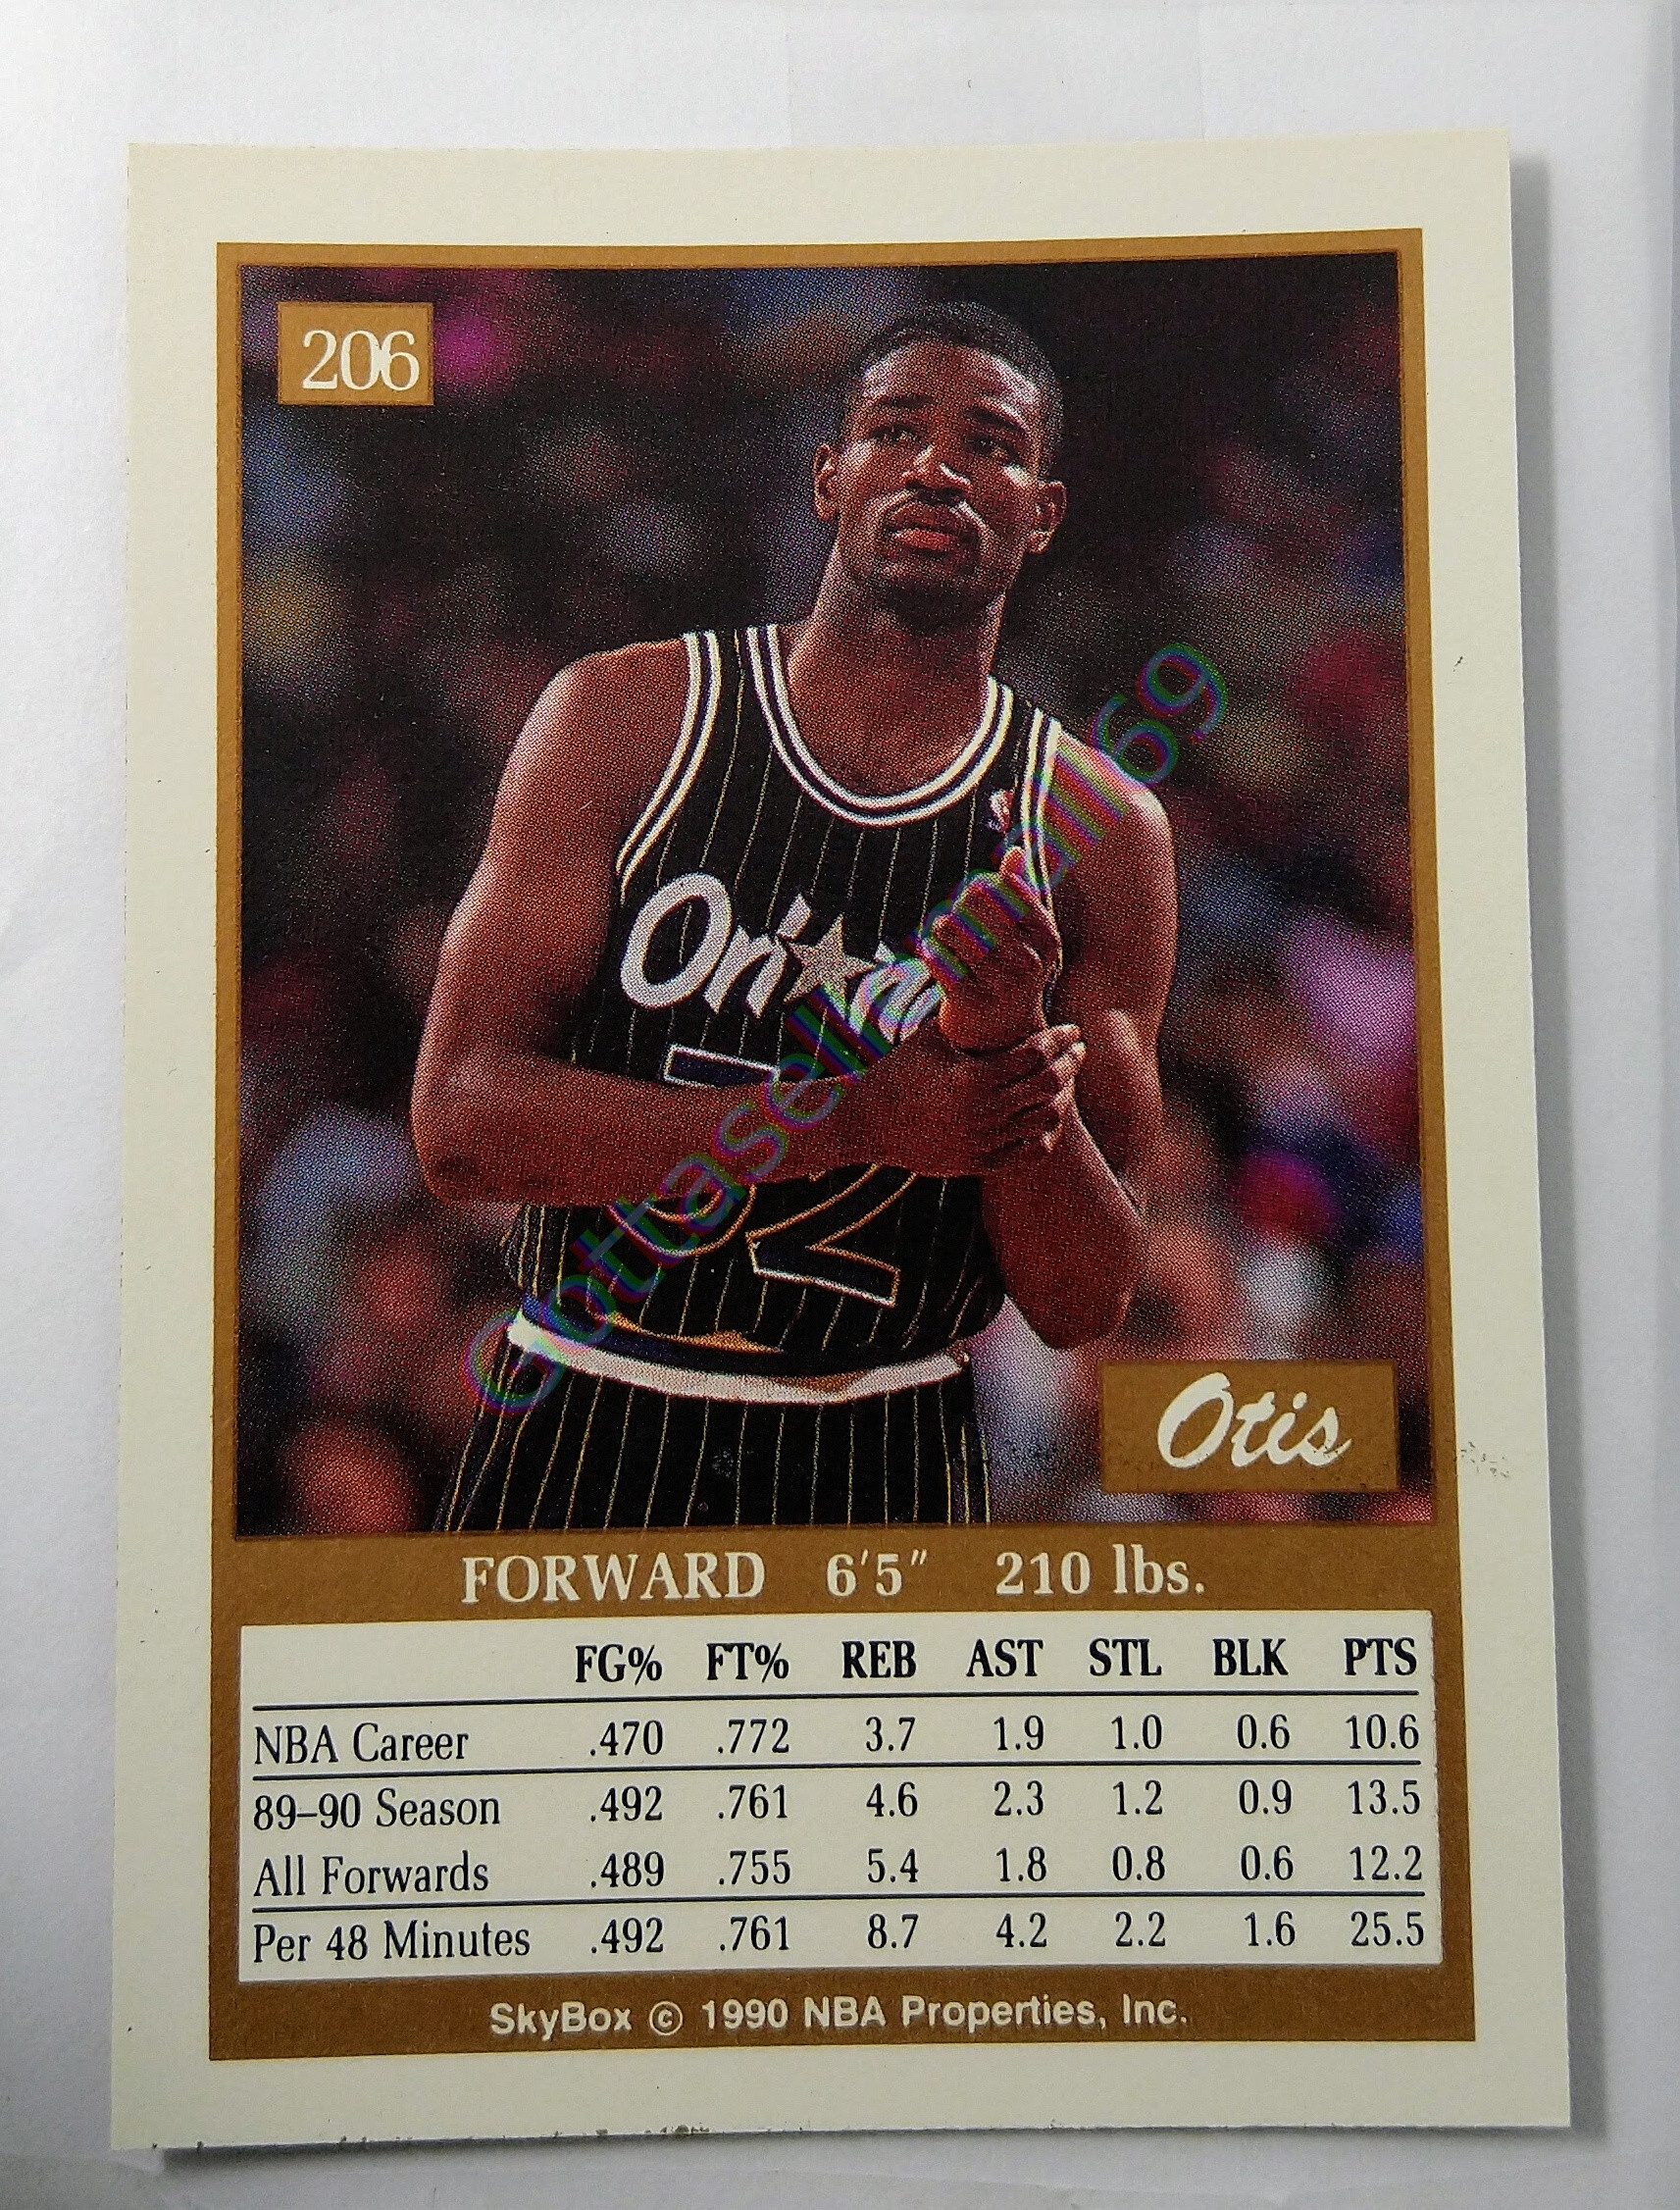 206
Orlando
32
Gottasellemall69
Otis
FORWARD 6'5" 210 lbs.
FG% FT% REB AST STL BLK PTS
NBA Career .470 .772 3.7 1.9 1.0 0.6 10.6
89–90 Season .492 .761 4.6 2.3 1.2 0.9 13.5
All Forwards .489 .755 5.4 1.8 0.8 0.6 12.2
Per 48 Minutes .492 .761 8.7 4.2 2.2 1.6 25.5
SkyBox © 1990 NBA Properties, Inc.